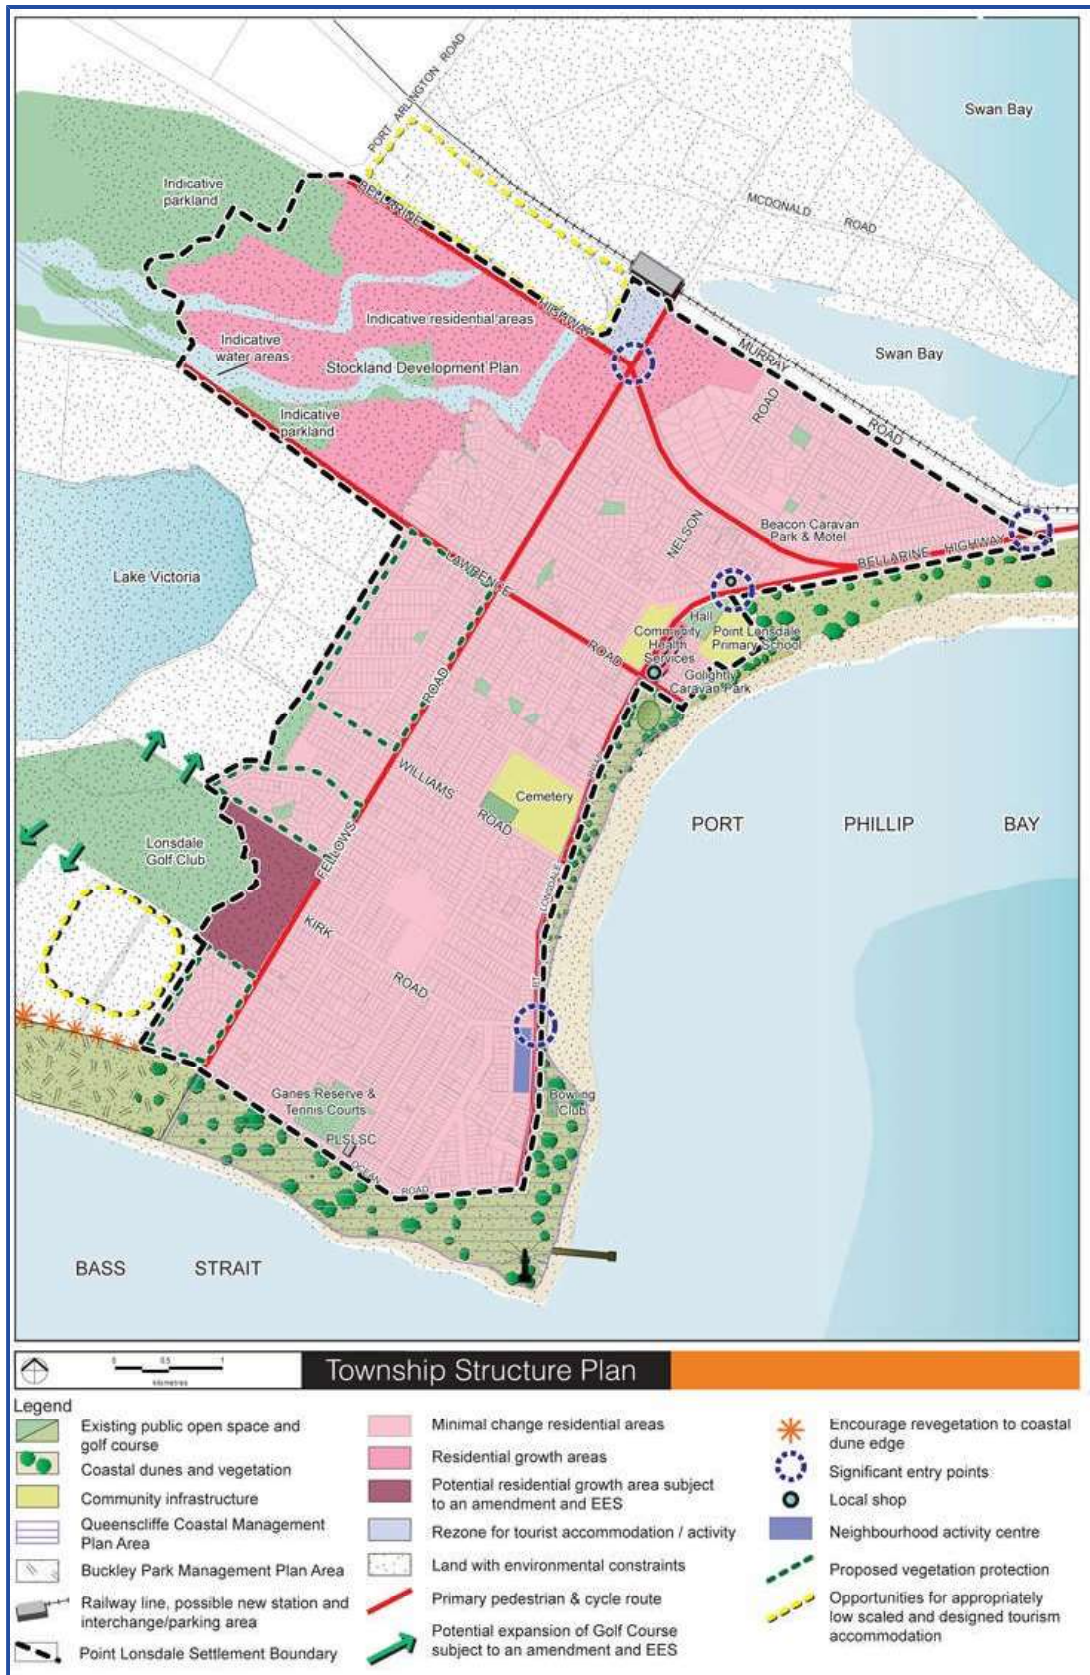 PORT ARLINGTON ROAD
Swan Bay
Indicative
parkland
BELLARINE
HIGHWAY
MCDONALD ROAD
Indicative residential areas
Indicative
water areas
Stockland Development Plan
Swan Bay
MURRAY
ROAD
ROAD
Indicative
parkland
NELSON
Beacon Caravan
Park & Motel
BELLARINE HIGHWAY
Lake Victoria
LAWRENCE
ROAD
Hall
Community
Health
Services
Point Lonsdale
Primary School
Golightly
Caravan Park
ROAD
WILLIAMS
ROAD
Cemetery
PORT PHILLIP BAY
Lonsdale
Golf Club
FELLOWS
LONSDALE
KIRK
ROAD
PT
Ganes Reserve &
Tennis Courts
Bowling
Club
PLSLSC
OCEAN
ROAD
BASS STRAIT
0 0.5 1
kilometres
Township Structure Plan
Legend
Existing public open space and
golf course
Coastal dunes and vegetation
Community infrastructure
Queenscliffe Coastal Management
Plan Area
Buckley Park Management Plan Area
Railway line, possible new station and
interchange/parking area
Point Lonsdale Settlement Boundary
Minimal change residential areas
Residential growth areas
Potential residential growth area subject
to an amendment and EES
Rezone for tourist accommodation / activity
Land with environmental constraints
Primary pedestrian & cycle route
Potential expansion of Golf Course
subject to an amendment and EES
Encourage revegetation to coastal
dune edge
Significant entry points
Local shop
Neighbourhood activity centre
Proposed vegetation protection
Opportunities for appropriately
low scaled and designed tourism
accommodation